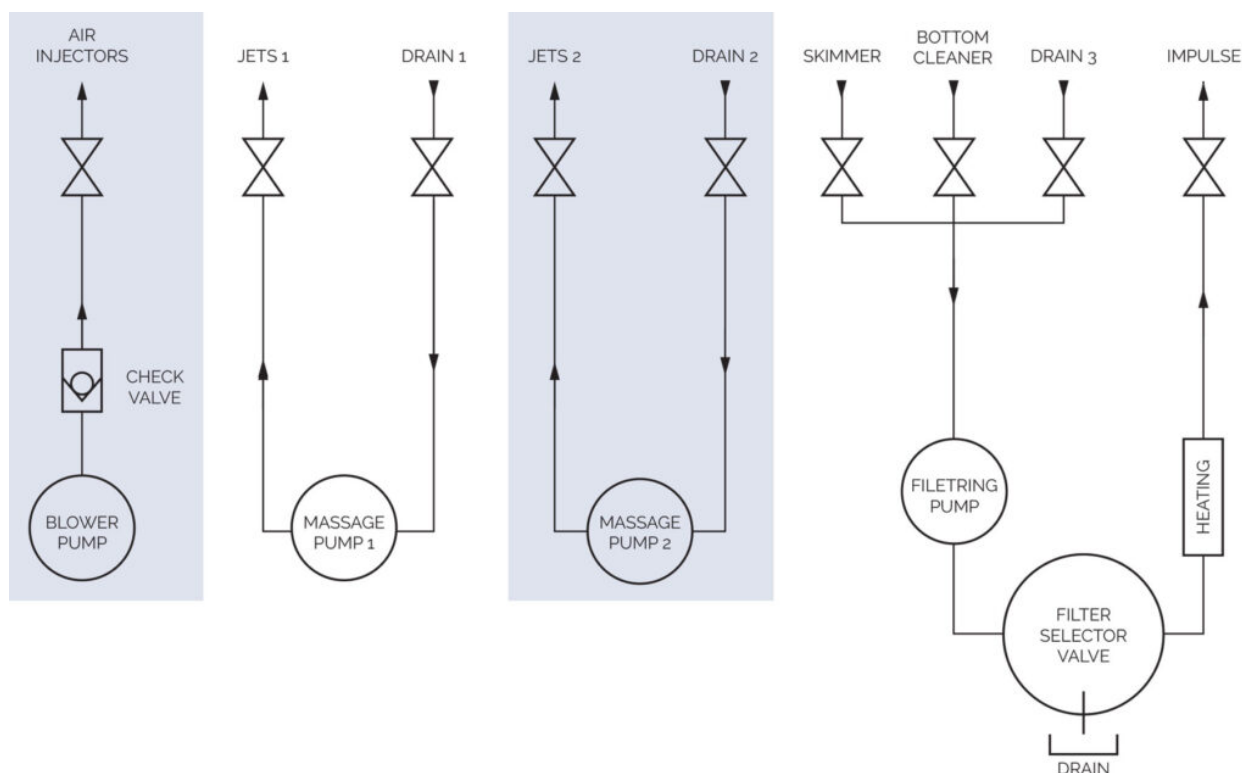 AIR
INJECTORS
JETS 1
DRAIN 1
JETS 2
DRAIN 2
SKIMMER
BOTTOM
CLEANER
DRAIN 3
IMPULSE
CHECK
VALVE
BLOWER
PUMP
MASSAGE
PUMP 1
MASSAGE
PUMP 2
FILETRING
PUMP
HEATING
FILTER
SELECTOR
VALVE
DRAIN